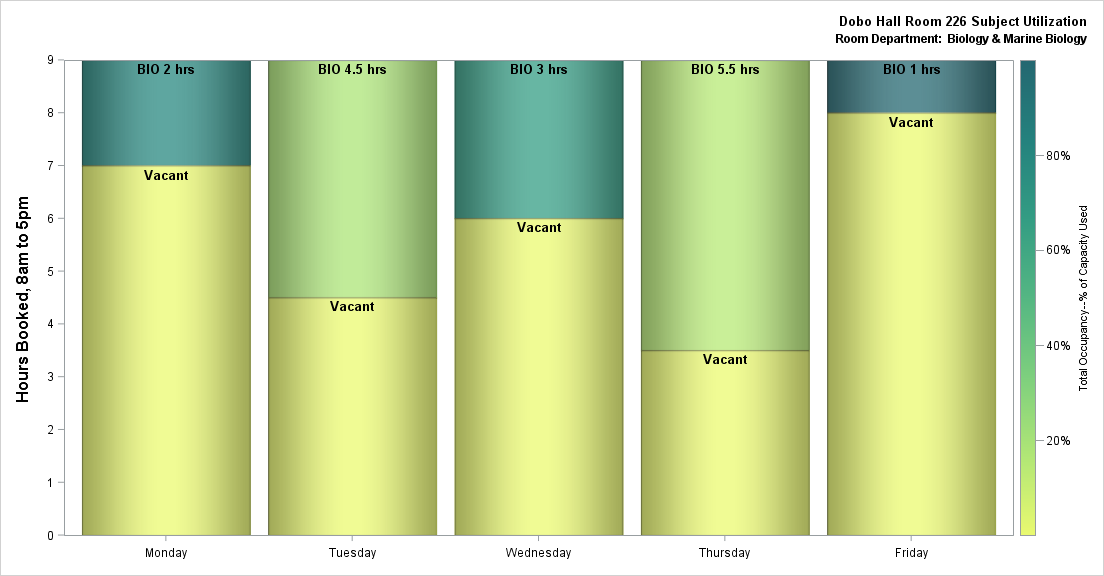 Dobo Hall Room 226 Subject Utilization
Room Department: Biology & Marine Biology
Hours Booked, 8am to 5pm
9
8
7
6
5
4
3
2
1
0
BIO 2 hrs
Vacant
BIO 4.5 hrs
Vacant
BIO 3 hrs
Vacant
BIO 5.5 hrs
Vacant
BIO 1 hrs
Vacant
Monday
Tuesday
Wednesday
Thursday
Friday
80%
60%
40%
20%
Total Occupancy--% of Capacity Used